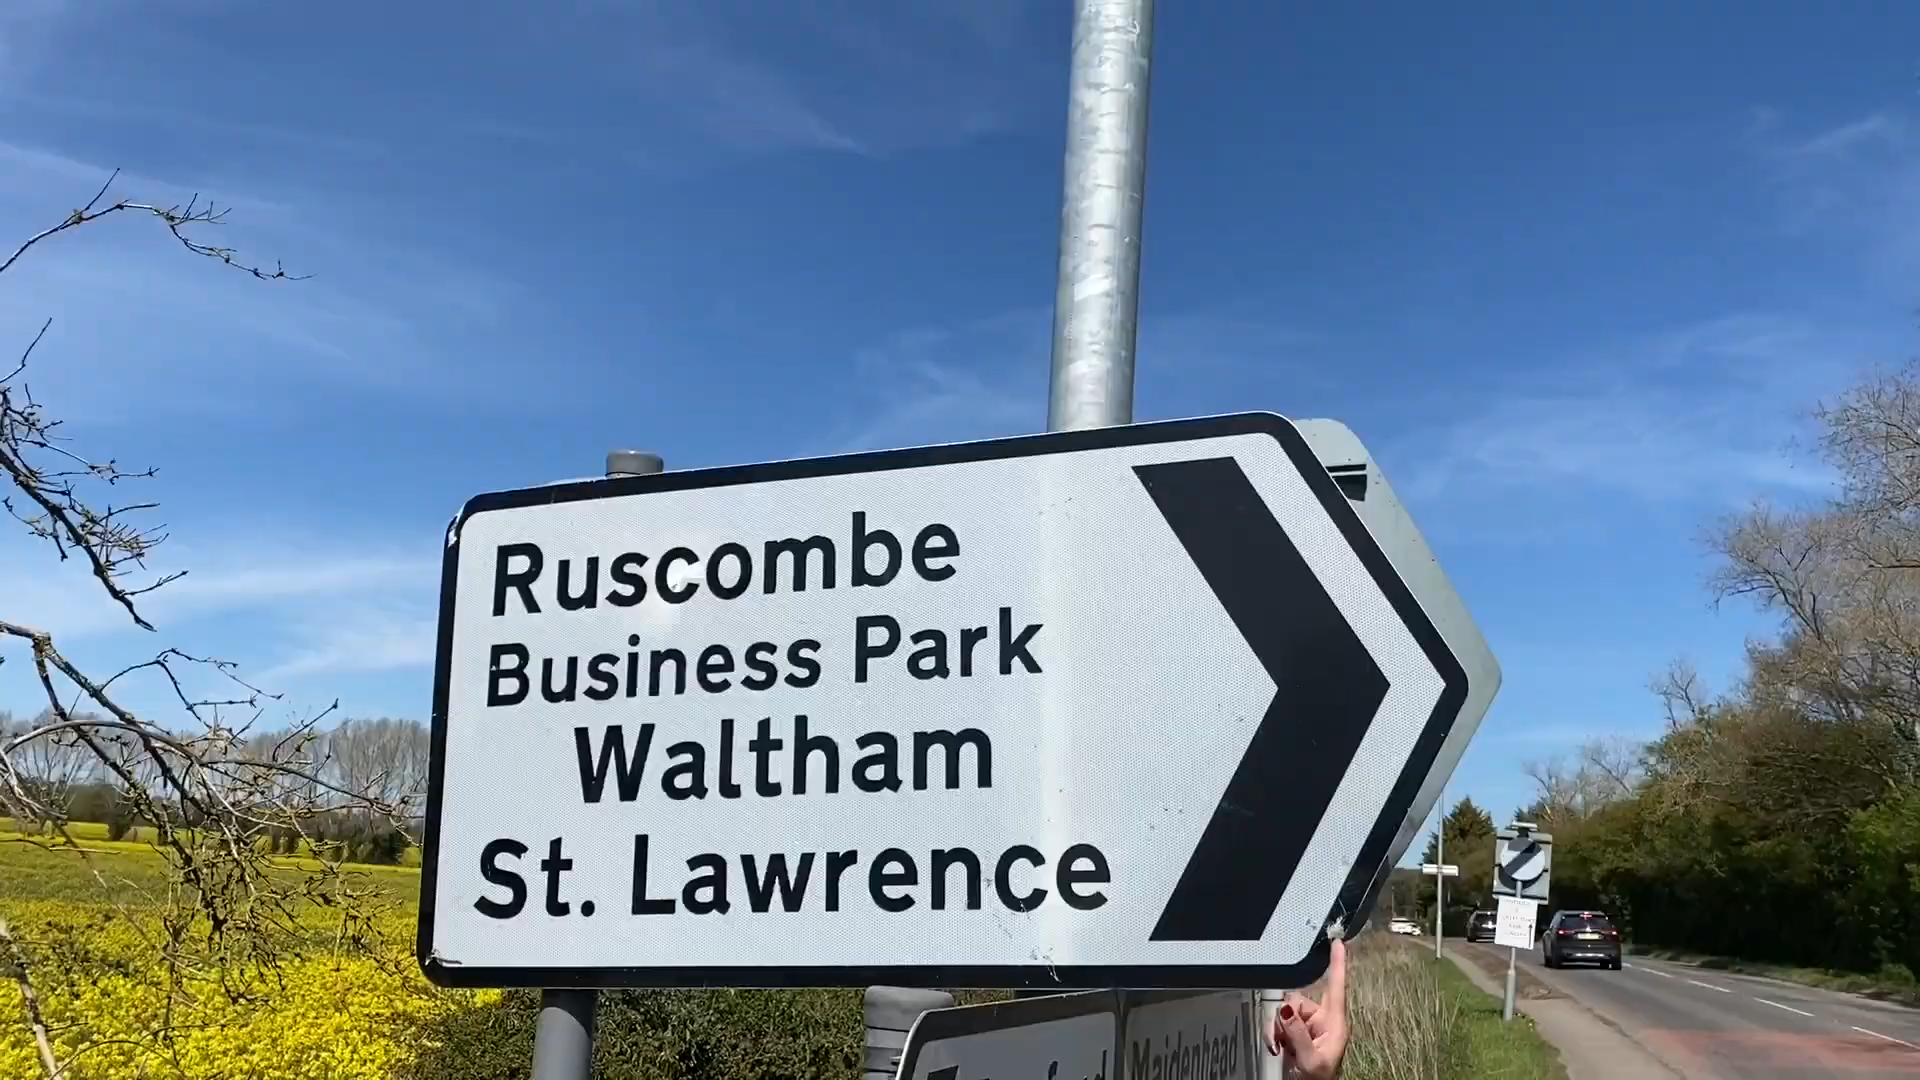 Ruscombe
Business Park
Waltham
St. Lawrence
Maidenhead